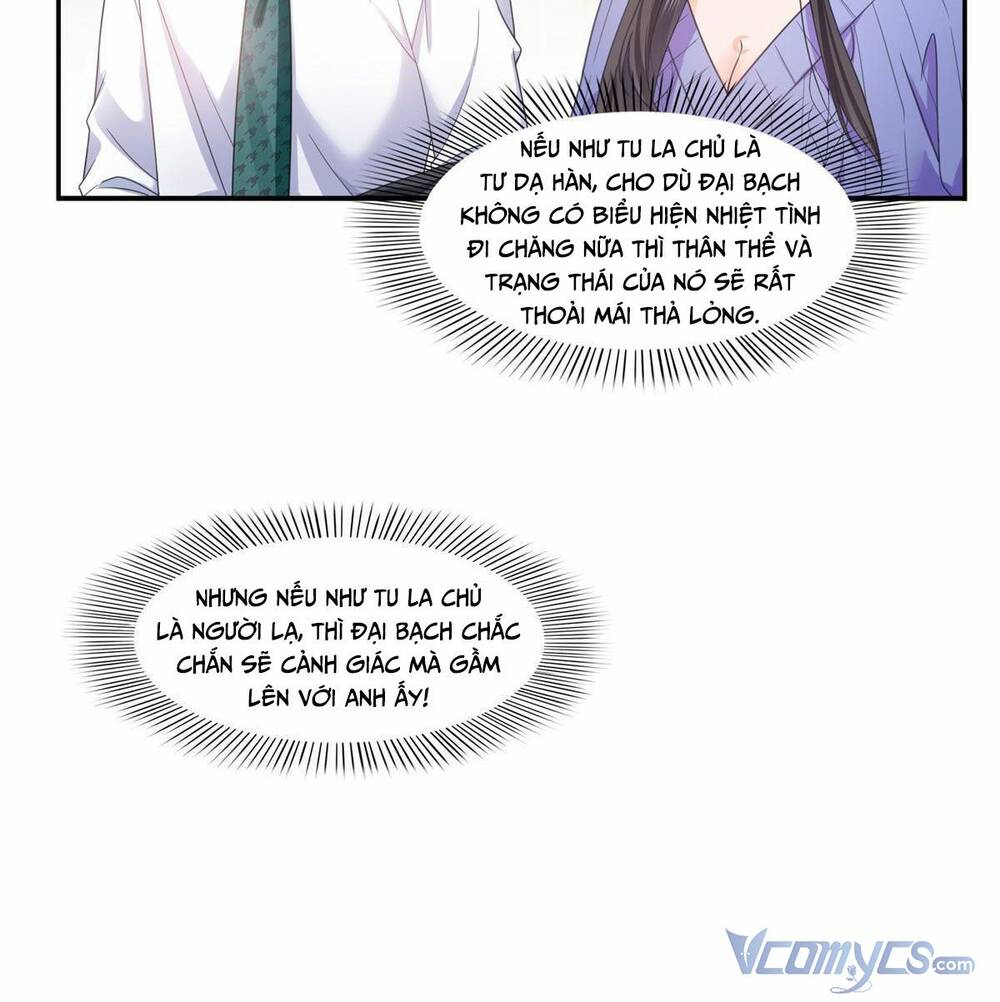 NẾU NHƯ TU LA CHỦ LÀ
TƯ DẠ HÀN, CHO DÙ ĐẠI BẠCH
KHÔNG CÓ BIỂU HIỆN NHIỆT TÌNH
ĐI CHĂNG NỮA THÌ THÂN THỂ VÀ
TRẠNG THÁI CỦA NÓ SẼ RẤT
THOẢI MÁI THẢ LỎNG.
NHƯNG NẾU NHƯ TU LA CHỦ
LÀ NGƯỜI LẠ, THÌ ĐẠI BẠCH CHẮC
CHẮN SẼ CẢNH GIÁC MÀ GẦM
LÊN VỚI ANH ẤY!
VCOMYCS.com